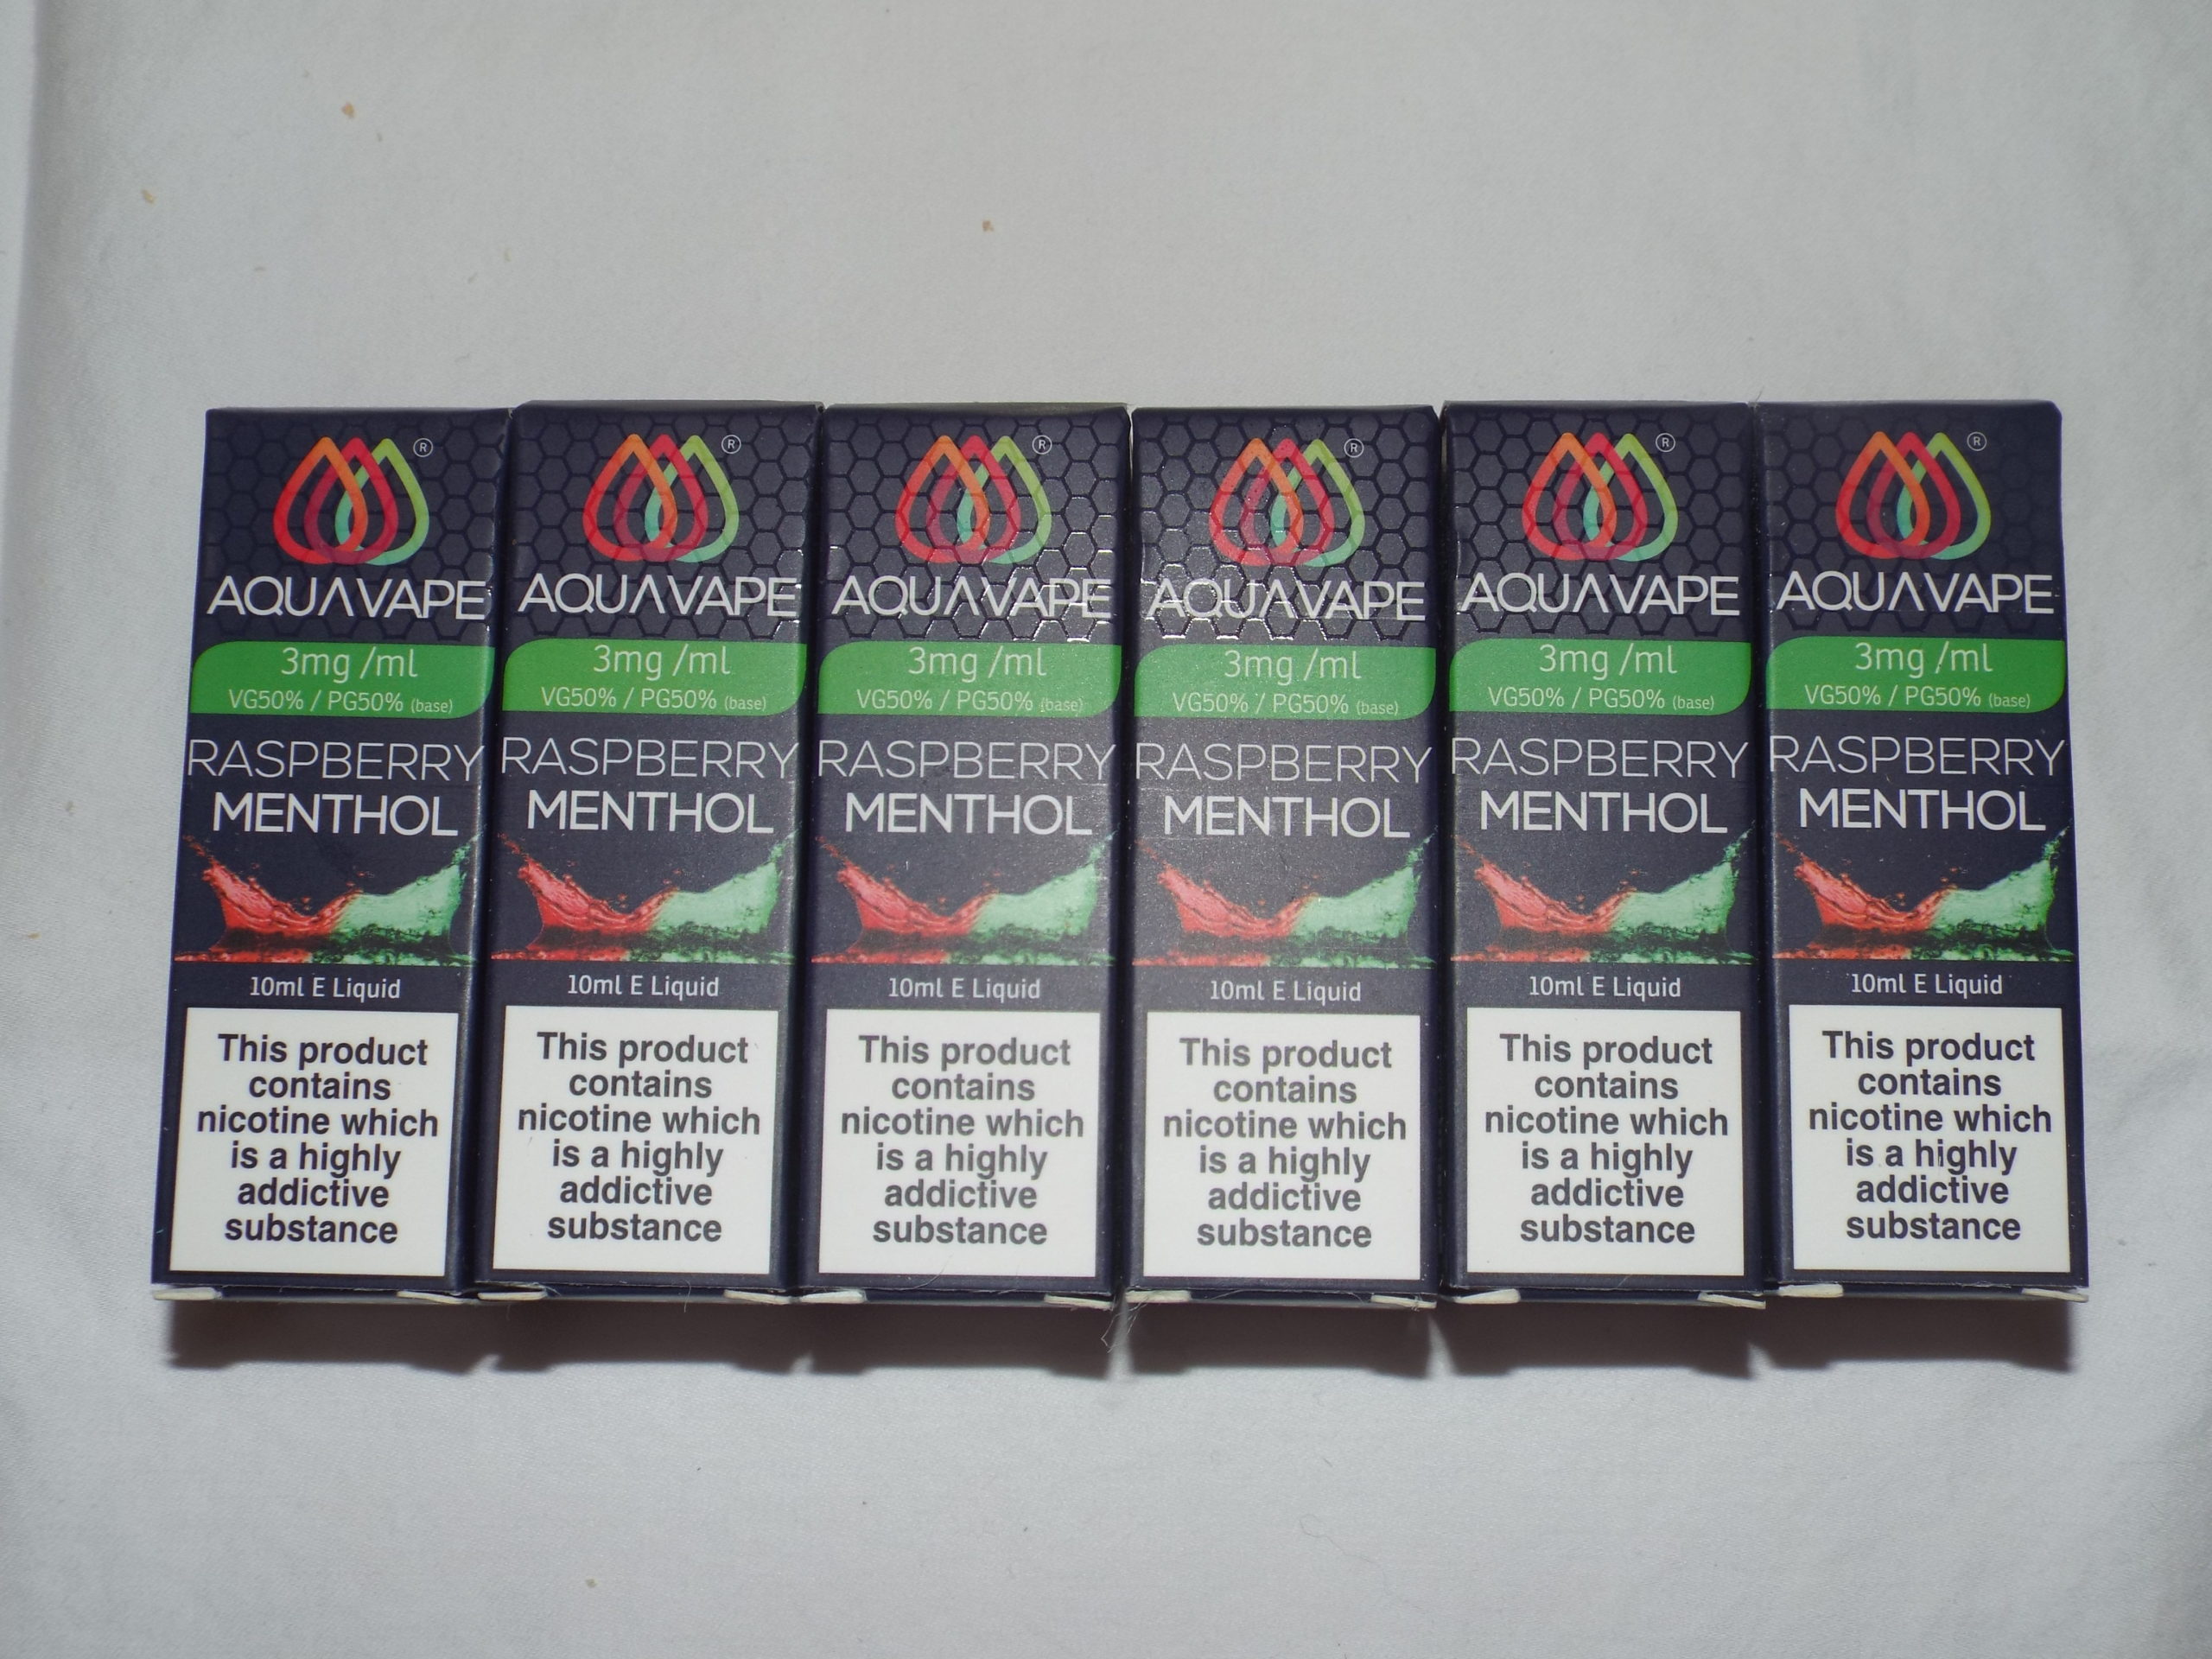 ®
AQUAVAPE
3mg /ml
VG50% / PG50% (base)
RASPBERRY
MENTHOL
10ml E Liquid
This product
contains
nicotine which
is a highly
addictive
substance
®
AQUAVAPE
3mg /ml
VG50% / PG50% (base)
RASPBERRY
MENTHOL
10ml E Liquid
This product
contains
nicotine which
is a highly
addictive
substance
®
AQUAVAPE
3mg /ml
VG50% / PG50% (base)
RASPBERRY
MENTHOL
10ml E Liquid
This product
contains
nicotine which
is a highly
addictive
substance
®
AQUAVAPE
3mg /ml
VG50% / PG50% (base)
RASPBERRY
MENTHOL
10ml E Liquid
This product
contains
nicotine which
is a highly
addictive
substance
®
AQUAVAPE
3mg /ml
VG50% / PG50% (base)
RASPBERRY
MENTHOL
10ml E Liquid
This product
contains
nicotine which
is a highly
addictive
substance
®
AQUAVAPE
3mg /ml
VG50% / PG50% (base)
RASPBERRY
MENTHOL
10ml E Liquid
This product
contains
nicotine which
is a highly
addictive
substance